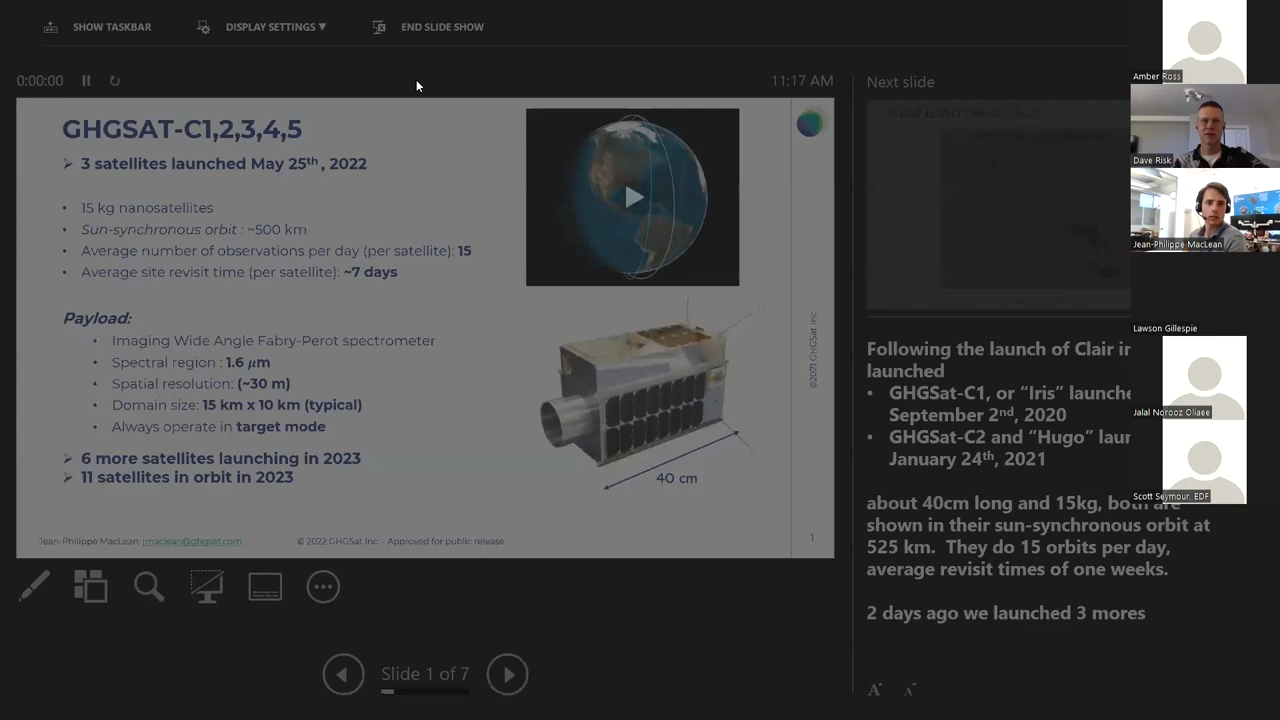 SHOW TASKBAR
DISPLAY SETTINGS ▼
END SLIDE SHOW
0:00:00
11:17 AM
GHGSAT-C1,2,3,4,5
➢ 3 satellites launched May 25th, 2022
• 15 kg nanosatellites
• Sun-synchronous orbit : ~500 km
• Average number of observations per day (per satellite): 15
• Average site revisit time (per satellite): ~7 days
Payload:
• Imaging Wide Angle Fabry-Perot spectrometer
• Spectral region : 1.6 μm
• Spatial resolution: (~30 m)
• Domain size: 15 km x 10 km (typical)
• Always operate in target mode
➢ 6 more satellites launching in 2023
➢ 11 satellites in orbit in 2023
40 cm
©2021 GHGSat Inc.
Jean-Philippe MacLean: jmaclean@ghgsat.com
© 2022 GHGSat Inc - Approved for public release
1
Slide 1 of 7
Next slide
Following the launch of Clair in
launched
• GHGSat-C1, or “Iris” launche
September 2nd, 2020
• GHGSat-C2 and “Hugo” laun
January 24th, 2021
about 40cm long and 15kg, both are
shown in their sun-synchronous orbit at
525 km. They do 15 orbits per day,
average revisit times of one weeks.
2 days ago we launched 3 mores
Amber Ross
Dave Risk
Jean-Philippe MacLean
Lawson Gillespie
Jalal Norooz Oliaee
Scott Seymour, EDF